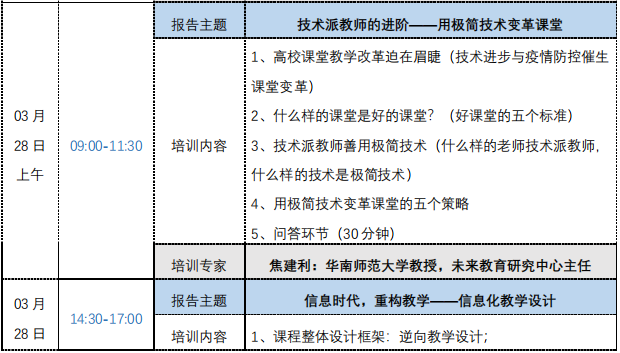 报告主题 技术派教师的进阶——用极简技术变革课堂
03 月
28 日
上午
09:00-11:30
培训内容
1、高校课堂教学改革迫在眉睫（技术进步与疫情防控催生
课堂变革）
2、什么样的课堂是好的课堂？（好课堂的五个标准）
3、技术派教师善用极简技术（什么样的老师技术派教师，
什么样的技术是极简技术）
4、用极简技术变革课堂的五个策略
5、问答环节（30 分钟）
培训专家 焦建利：华南师范大学教授，未来教育研究中心主任
03 月
28 日
14:30-17:00
报告主题 信息时代，重构教学——信息化教学设计
培训内容 1、课程整体设计框架：逆向教学设计；